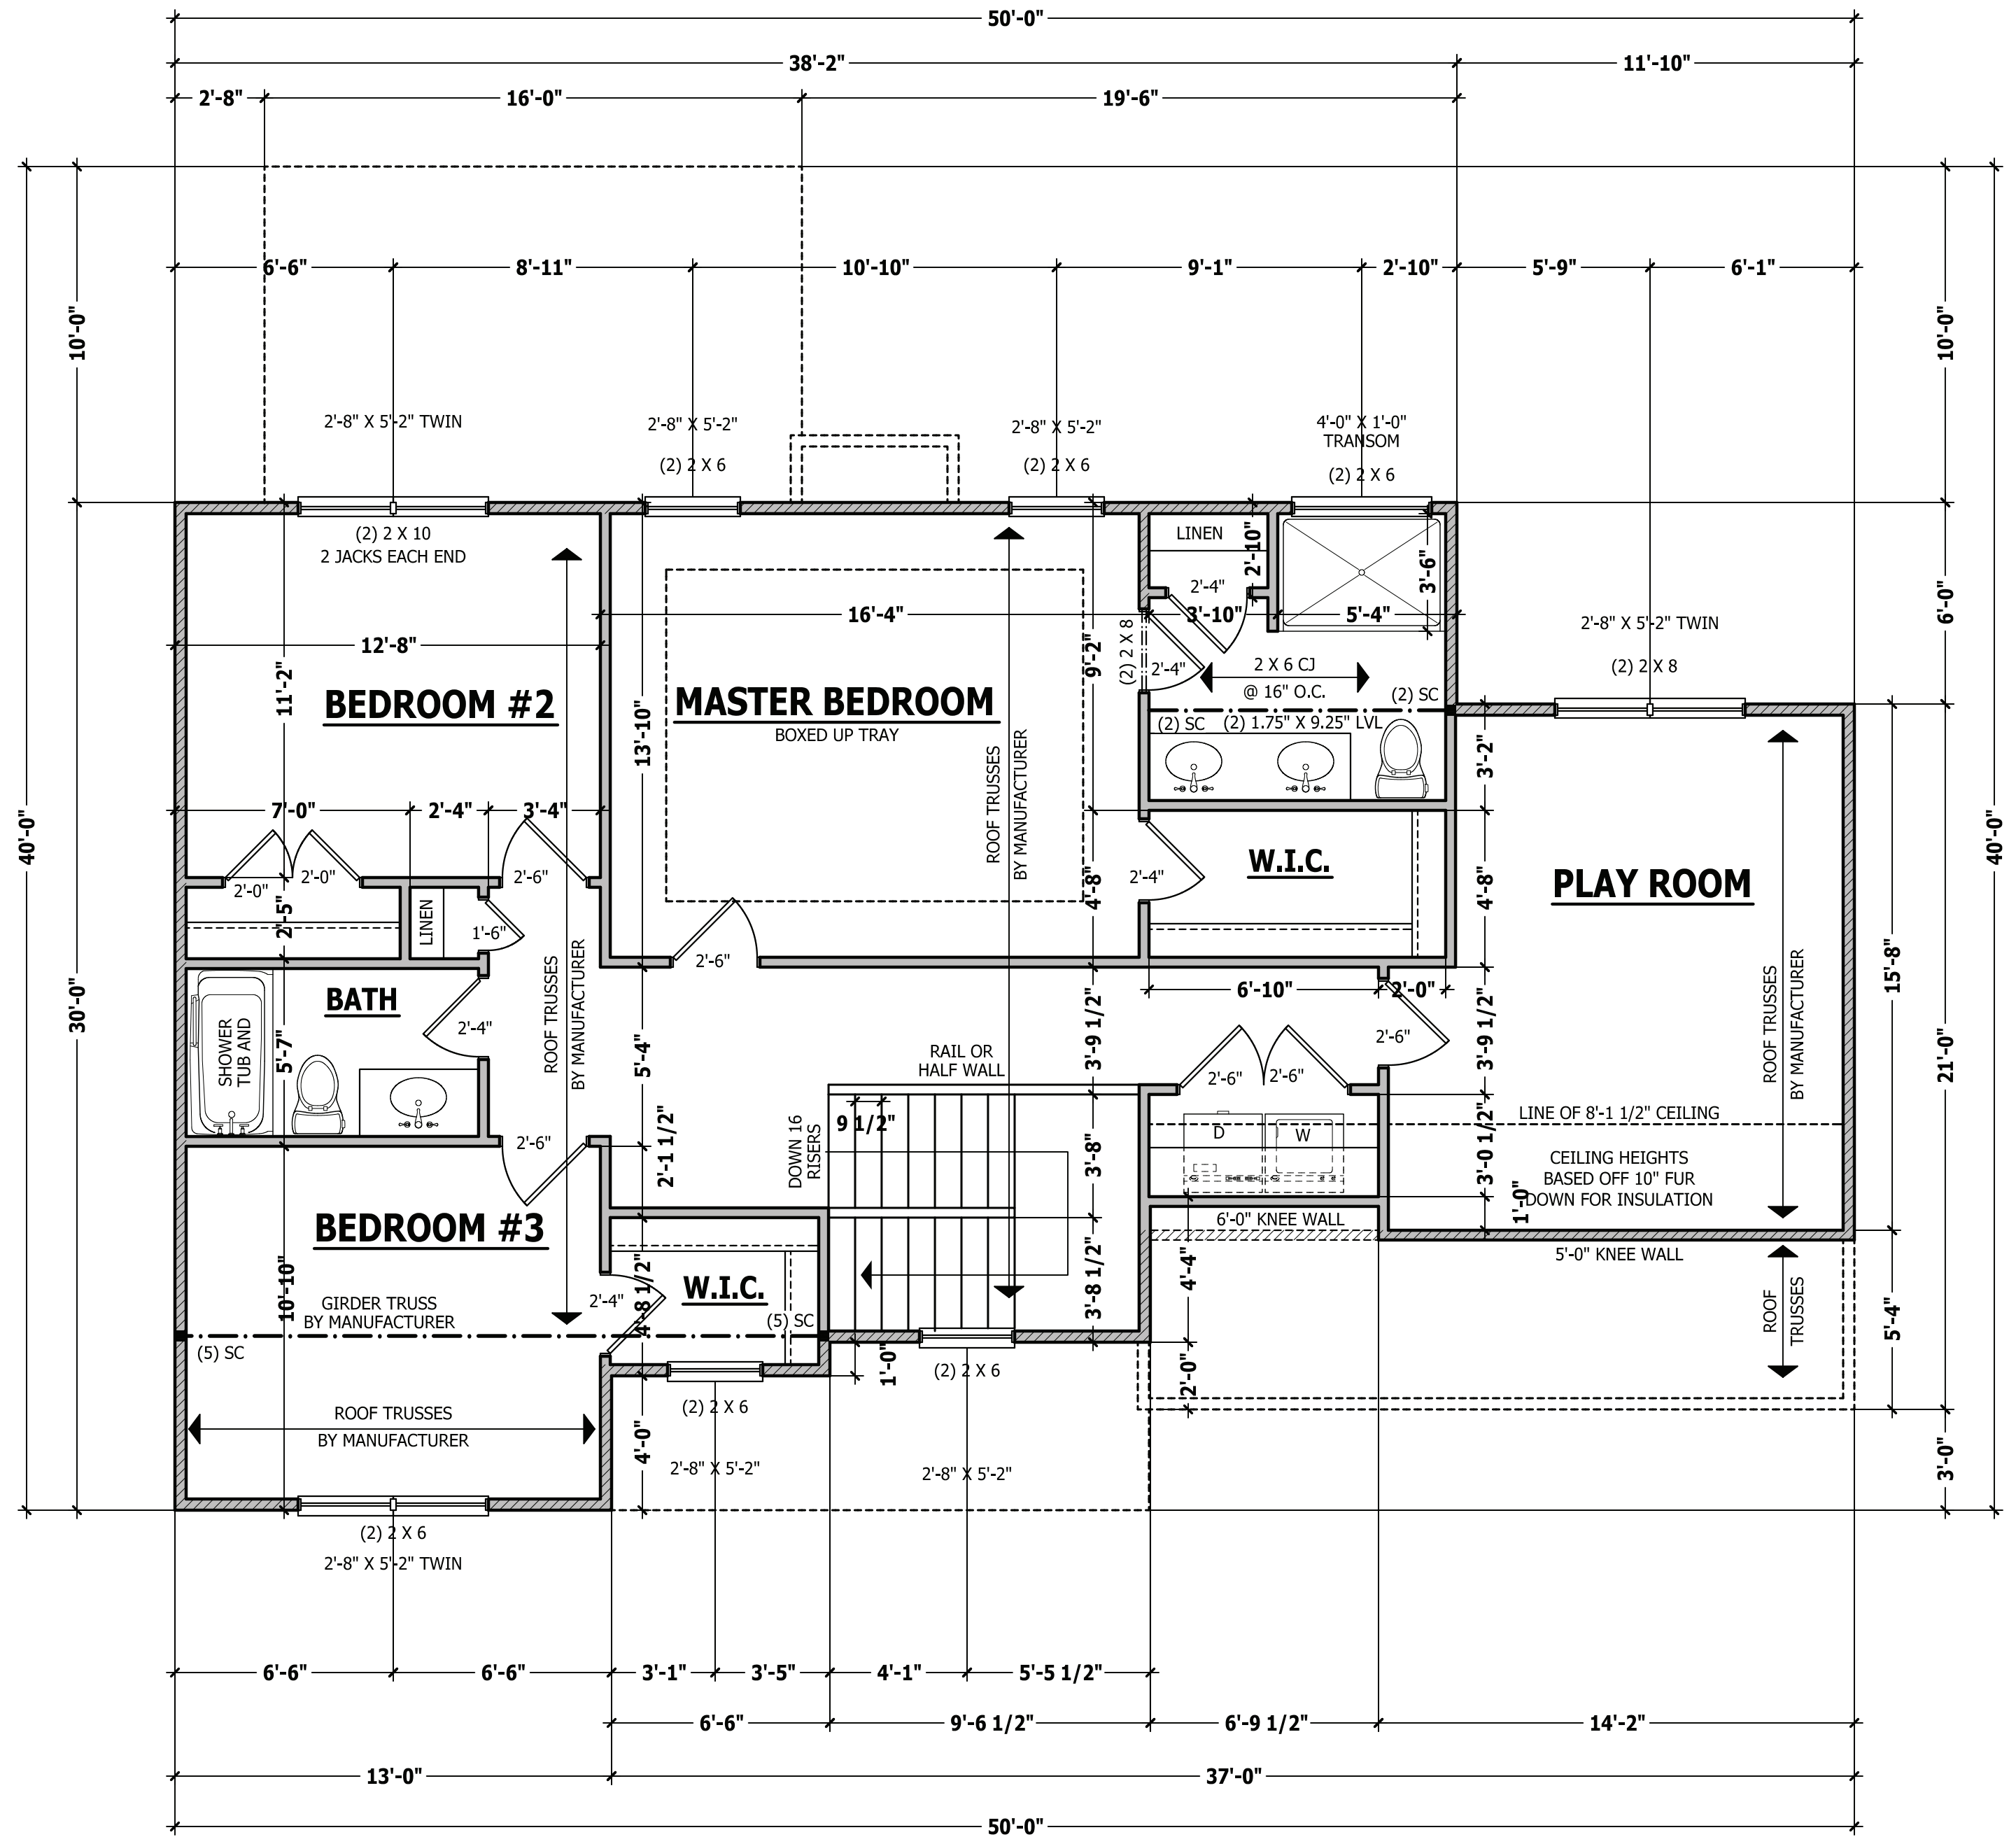 50'-0"
38'-2"
11'-10"
2'-8"
16'-0"
19'-6"
6'-6"
8'-11"
10'-10"
9'-1"
2'-10"
5'-9"
6'-1"
10'-0"
10'-0"
2'-8" X 5'-2" TWIN
2'-8" X 5'-2"
(2) 2 X 6
2'-8" X 5'-2"
(2) 2 X 6
4'-0" X 1'-0"
TRANSOM
(2) 2 X 6
(2) 2 X 10
2 JACKS EACH END
LINEN
2'-10"
3'-6"
2'-4"
6'-0"
16'-4"
3'-10"
5'-4"
2'-8" X 5'-2" TWIN
(2) 2 X 8
12'-8"
11'-2"
BEDROOM #2
13'-10"
MASTER BEDROOM
BOXED UP TRAY
9'-2"
(2) 2 X 8
2'-4"
2 X 6 CJ
@ 16" O.C.
(2) SC
(2) SC
(2) 1.75" X 9.25" LVL
3'-2"
ROOF TRUSSES
BY MANUFACTURER
7'-0"
2'-4"
3'-4"
40'-0"
40'-0"
30'-0"
2'-0"
2'-0"
2'-6"
2'-5"
LINEN
1'-6"
4'-8"
2'-4"
W.I.C.
4'-8"
PLAY ROOM
2'-6"
BATH
SHOWER
TUB AND
5'-7"
2'-4"
ROOF TRUSSES
BY MANUFACTURER
5'-4"
RAIL OR
HALF WALL
3'-9 1/2"
6'-10"
2'-0"
2'-6"
2'-6"
2'-6"
3'-9 1/2"
ROOF TRUSSES
BY MANUFACTURER
15'-8"
21'-0"
2'-6"
2'-1 1/2"
DOWN 16
RISERS
9 1/2"
3'-8"
D
W
3'-0 1/2"
LINE OF 8'-1 1/2" CEILING
CEILING HEIGHTS
BASED OFF 10" FUR
DOWN FOR INSULATION
1'-0"
BEDROOM #3
6'-0" KNEE WALL
5'-0" KNEE WALL
10'-10"
GIRDER TRUSS
BY MANUFACTURER
(5) SC
2'-4"
4'-8 1/2"
W.I.C.
(5) SC
3'-8 1/2"
4'-4"
ROOF
TRUSSES
5'-4"
1'-0"
(2) 2 X 6
2'-0"
ROOF TRUSSES
BY MANUFACTURER
4'-0"
(2) 2 X 6
2'-8" X 5'-2"
2'-8" X 5'-2"
3'-0"
(2) 2 X 6
2'-8" X 5'-2" TWIN
6'-6"
6'-6"
3'-1"
3'-5"
4'-1"
5'-5 1/2"
6'-6"
9'-6 1/2"
6'-9 1/2"
14'-2"
13'-0"
37'-0"
50'-0"